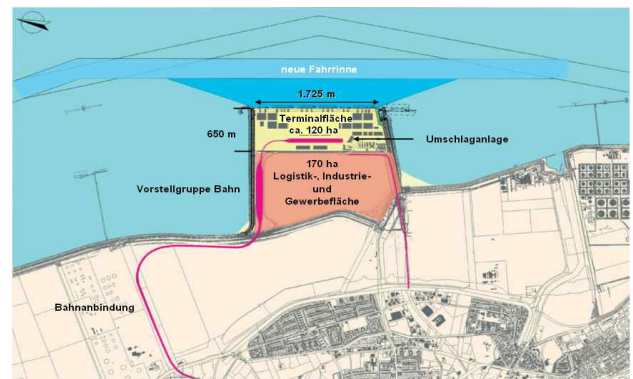 neue Fahrrinne
1.725 m
Terminalfläche
ca. 120 ha
650 m
Umschlaganlage
170 ha
Logistik-, Industrie-
und
Gewerbefläche
Vorstellgruppe Bahn
Bahnanbindung